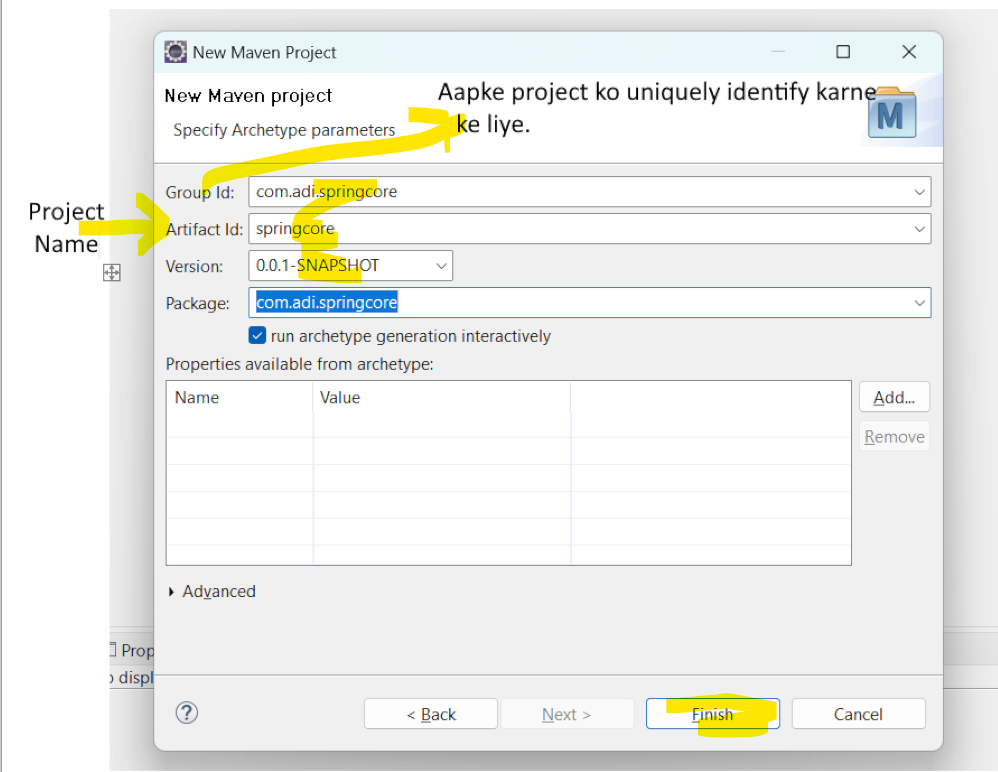 New Maven Project
New Maven project
Aapke project ko uniquely identify karne
ke liye.
Specify Archetype parameters
M
Project
Name
Group Id: com.adi.springcore
Artifact Id: springcore
Version: 0.0.1-SNAPSHOT
Package: com.adi.springcore
run archetype generation interactively
Properties available from archetype:
Name Value
Add...
Remove
Advanced
Prop
displ
? < Back Next > Finish Cancel